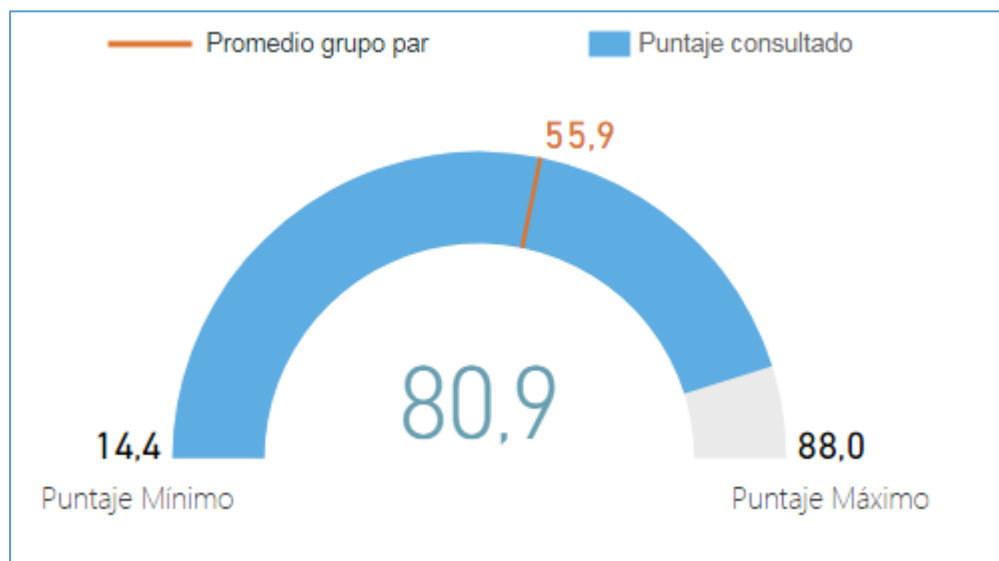 Promedio grupo par
Puntaje consultado
55,9
80,9
14,4
88,0
Puntaje Mínimo
Puntaje Máximo